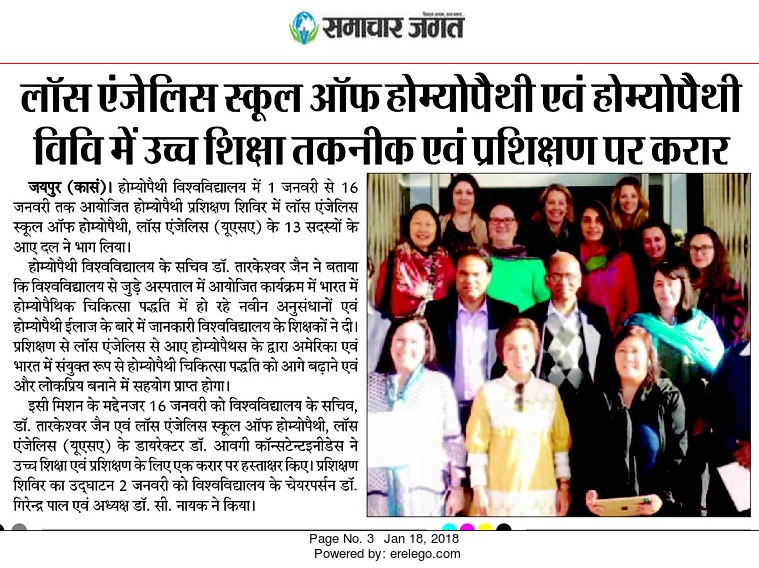 समाचार जगत
लॉस एंजेलिस स्कूल ऑफ होम्योपैथी एवं होम्योपैथी
विवि में उच्च शिक्षा तकनीक एवं प्रशिक्षण पर करार
जयपुर (कासं)। होम्योपैथी विश्वविद्यालय में 1 जनवरी से 16
जनवरी तक आयोजित होम्योपैथी प्रशिक्षण शिविर में लॉस एंजेलिस
स्कूल ऑफ होम्योपैथी, लॉस एंजेलिस (यूएसए) के 13 सदस्यों के
आए दल ने भाग लिया।
होम्योपैथी विश्वविद्यालय के सचिव डॉ. तारकेश्वर जैन ने बताया
कि विश्वविद्यालय से जुड़े अस्पताल में आयोजित कार्यक्रम में भारत में
होम्योपैथिक चिकित्सा पद्धति में हो रहे नवीन अनुसंधानों एवं
होम्योपैथी ईलाज के बारे में जानकारी विश्वविद्यालय के शिक्षकों ने दी।
प्रशिक्षण से लॉस एंजेलिस से आए होम्योपैथस के द्वारा अमेरिका एवं
भारत में संयुक्त रूप से होम्योपैथी चिकित्सा पद्धति को आगे बढ़ाने एवं
और लोकप्रिय बनाने में सहयोग प्राप्त होगा।
इसी मिशन के मद्देनजर 16 जनवरी को विश्वविद्यालय के सचिव,
डॉ. तारकेश्वर जैन एवं लॉस एंजेलिस स्कूल ऑफ होम्योपैथी, लॉस
एंजेलिस (यूएसए) के डायरेक्टर डॉ. आवगी कॉन्सटेन्टइनीडेस ने
उच्च शिक्षा एवं प्रशिक्षण के लिए एक करार पर हस्ताक्षर किए। प्रशिक्षण
शिविर का उद्घाटन 2 जनवरी को विश्वविद्यालय के चेयरपर्सन डॉ.
गिरेन्द्र पाल एवं अध्यक्ष डॉ. सी. नायक ने किया।
Page No. 3 Jan 18, 2018
Powered by: erelego.com